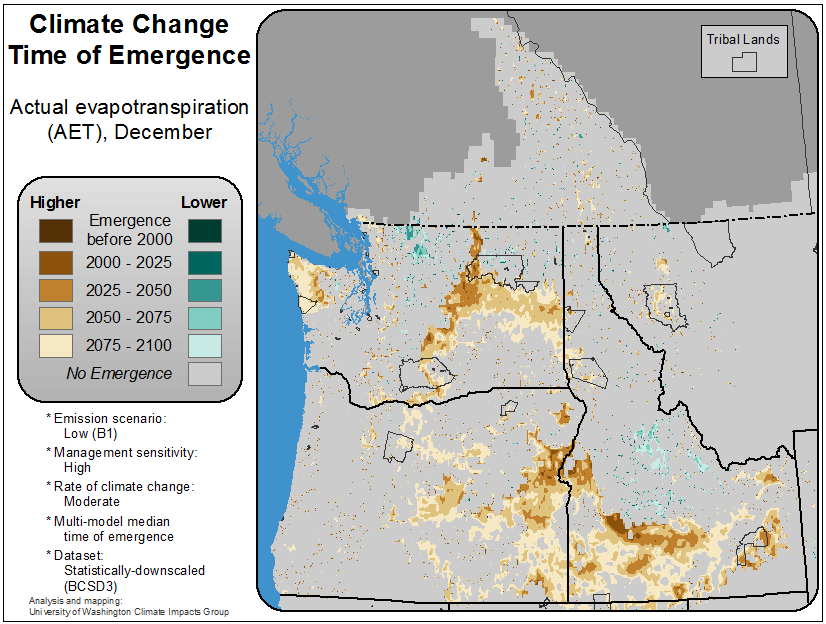 Climate Change
Time of Emergence
Actual evapotranspiration
(AET), December
Higher
Lower
Emergence
before 2000
2000 - 2025
2025 - 2050
2050 - 2075
2075 - 2100
No Emergence
* Emission scenario:
Low (B1)
* Management sensitivity:
High
* Rate of climate change:
Moderate
* Multi-model median
time of emergence
* Dataset:
Statistically-downscaled
(BCSD3)
Analysis and mapping:
University of Washington Climate Impacts Group
Tribal Lands